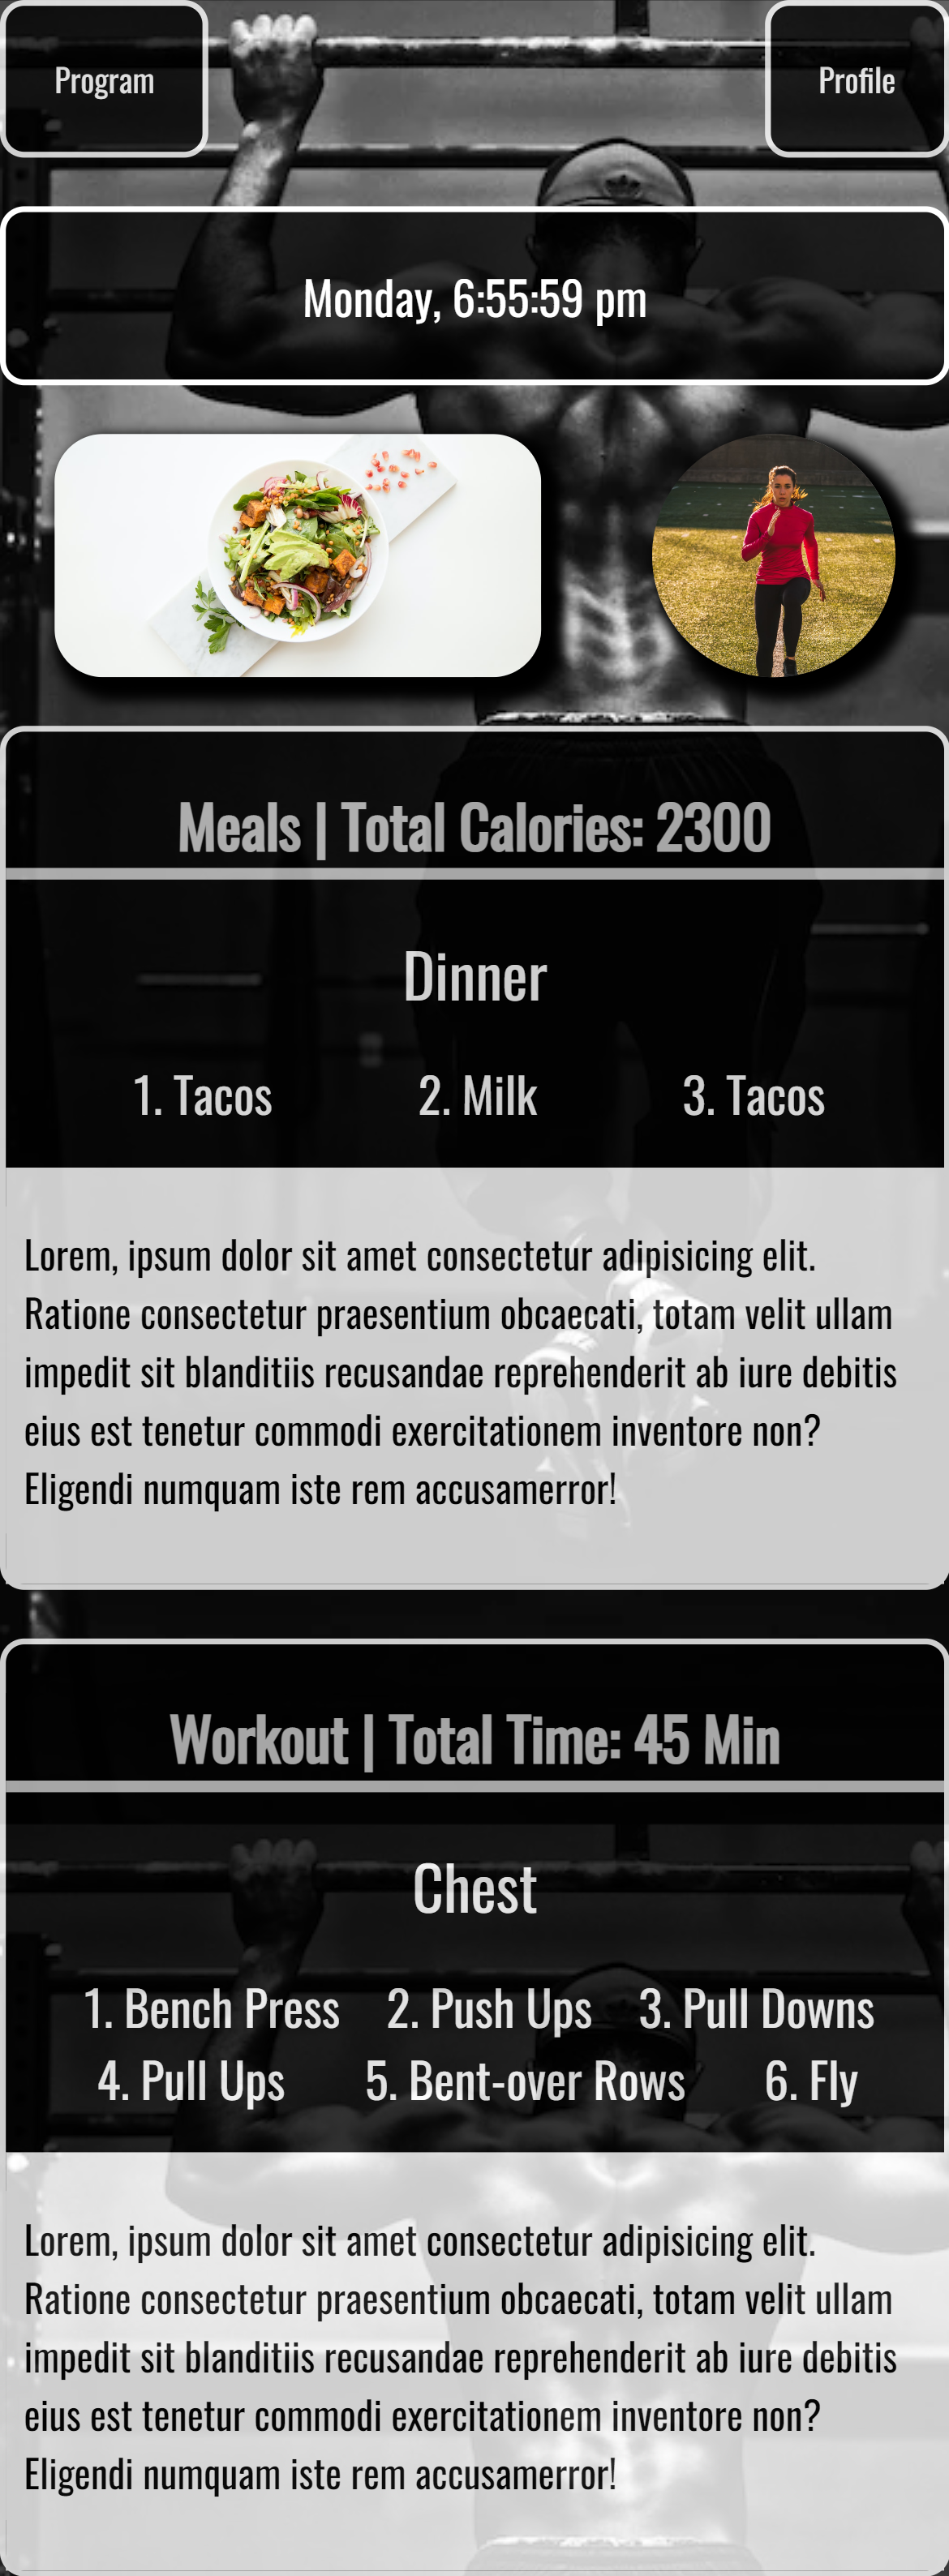 Program
Profile
Monday, 6:55:59 pm
Meals | Total Calories: 2300
Dinner
1. Tacos 2. Milk 3. Tacos
Lorem, ipsum dolor sit amet consectetur adipisicing elit.
Ratione consectetur praesentium obcaecati, totam velit ullam
impedit sit blanditiis recusandae reprehenderit ab iure debitis
eius est tenetur commodi exercitationem inventore non?
Eligendi numquam iste rem accusamerror!
Workout | Total Time: 45 Min
Chest
1. Bench Press 2. Push Ups 3. Pull Downs
4. Pull Ups 5. Bent-over Rows 6. Fly
Lorem, ipsum dolor sit amet consectetur adipisicing elit.
Ratione consectetur praesentium obcaecati, totam velit ullam
impedit sit blanditiis recusandae reprehenderit ab iure debitis
eius est tenetur commodi exercitationem inventore non?
Eligendi numquam iste rem accusamerror!